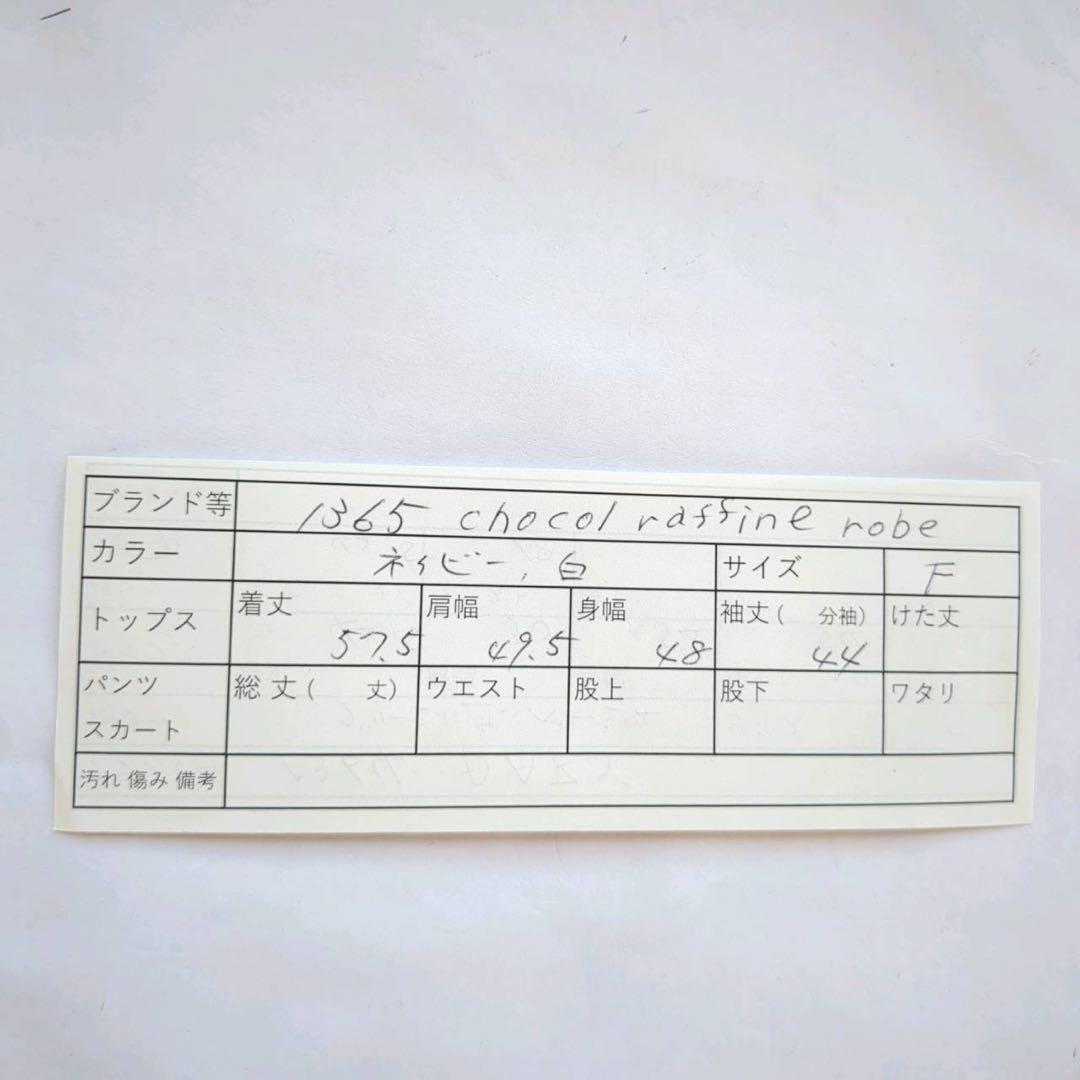 ブランド等 1365 chocol raffine robe
カラー ネイビー, 白 サイズ F
トップス 着丈 57.5 肩幅 49.5 身幅 48 袖丈( 分袖) 44 けた丈
パンツ 総丈( 丈) ウエスト 股上 股下 ワタリ
スカート
汚れ 傷み 備考